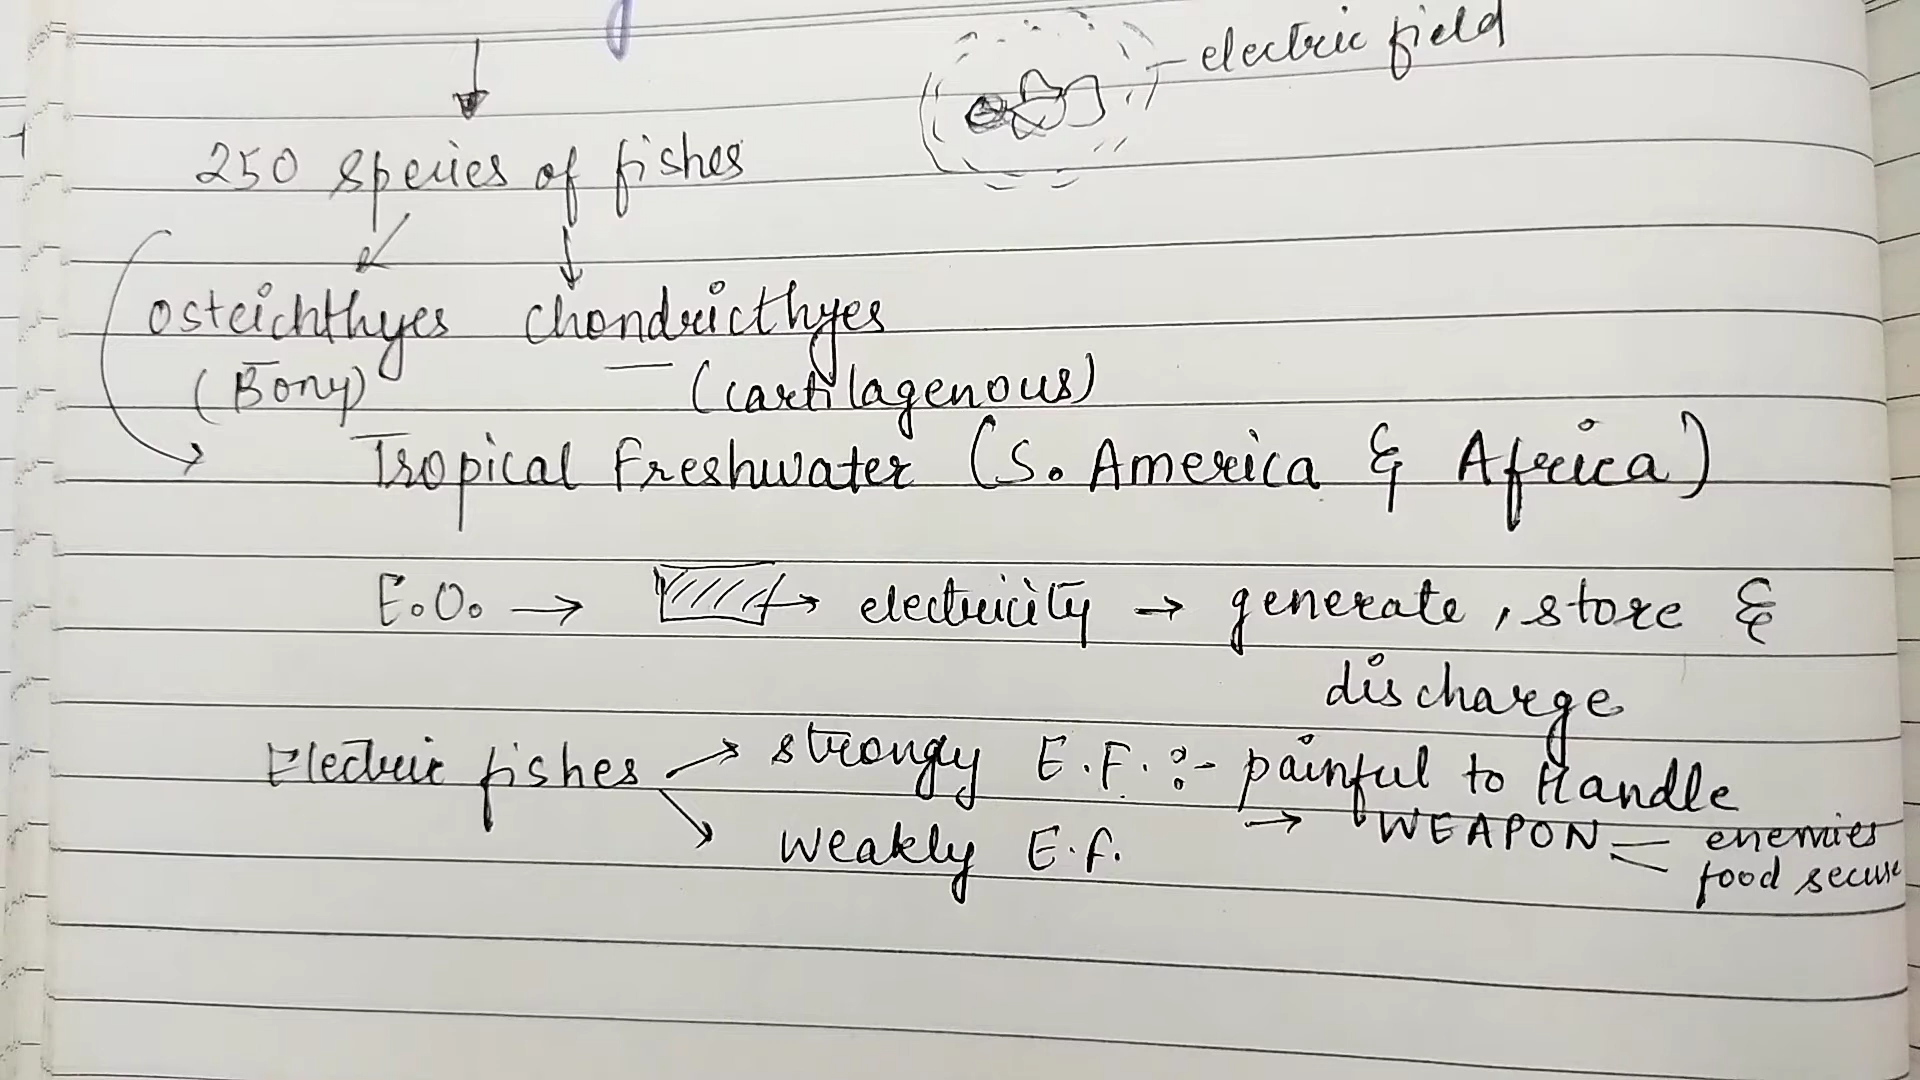 electric field
250 species of fishes
osteichthyes chondricthyes
(Bony) (cartilagenous)
Tropical Freshwater (S. America & Africa)
E.O. → → electricity → generate, store &
discharge
Electric fishes → strongly E.F. :- painful to Handle
→ WEAPON enemies
weakly E.f. food secure